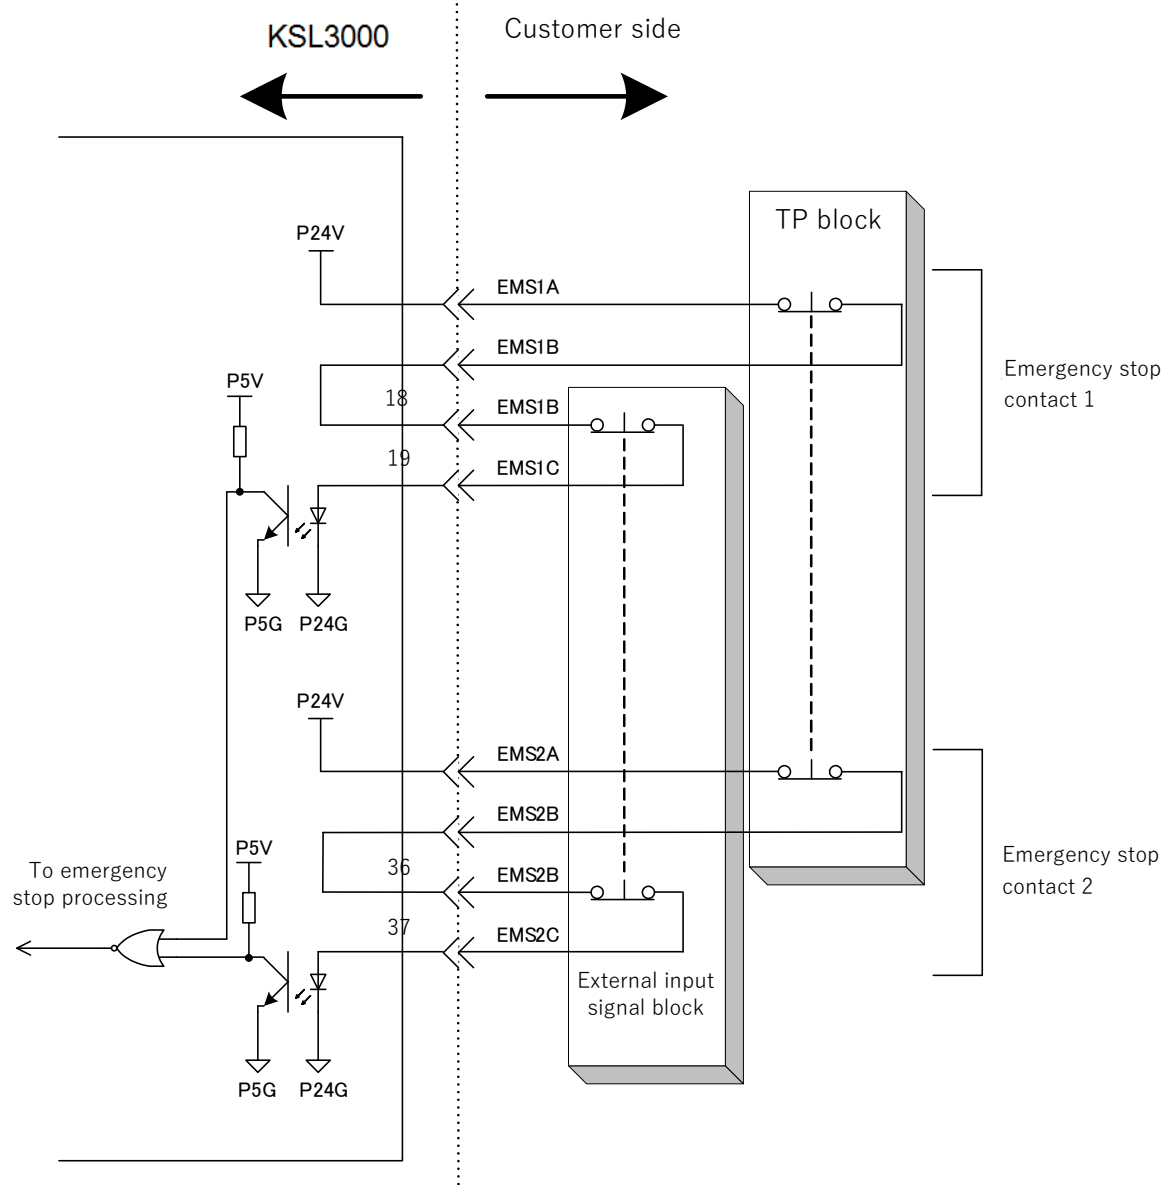 KSL3000
Customer side
TP block
P24V
EMS1A
EMS1B
P5V
18
EMS1B
19
EMS1C
Emergency stop
contact 1
P5G
P24G
P24V
EMS2A
EMS2B
P5V
36
EMS2B
To emergency
stop processing
37
EMS2C
Emergency stop
contact 2
External input
signal block
P5G
P24G